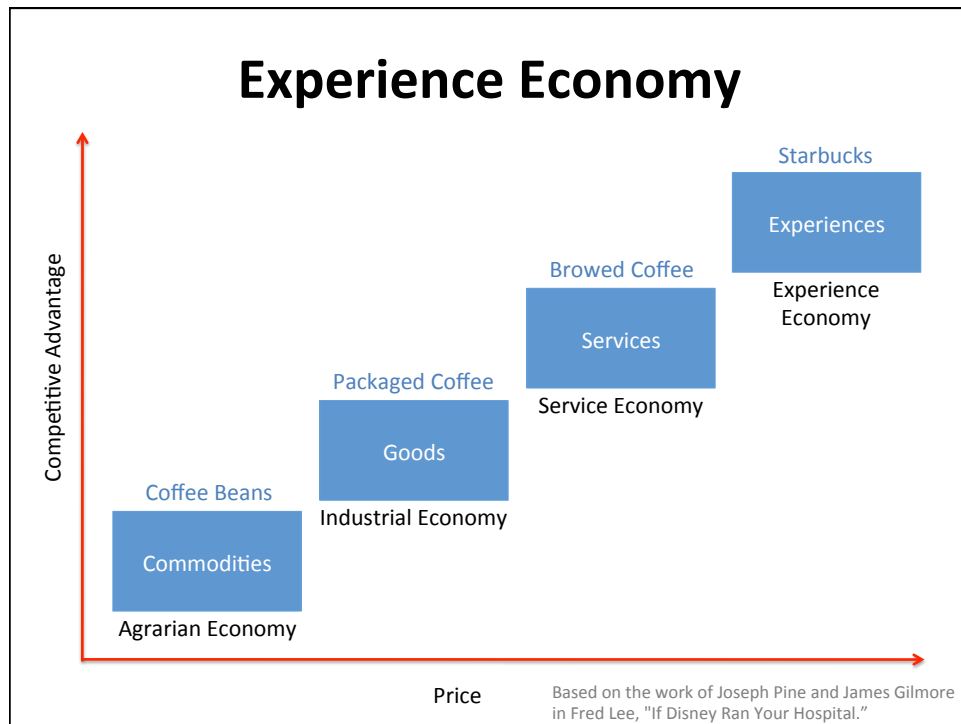 Experience Economy
Competitive Advantage
Starbucks
Experiences
Experience
Economy
Browed Coffee
Services
Service Economy
Packaged Coffee
Goods
Industrial Economy
Coffee Beans
Commodities
Agrarian Economy
Price
Based on the work of Joseph Pine and James Gilmore
in Fred Lee, "If Disney Ran Your Hospital.”